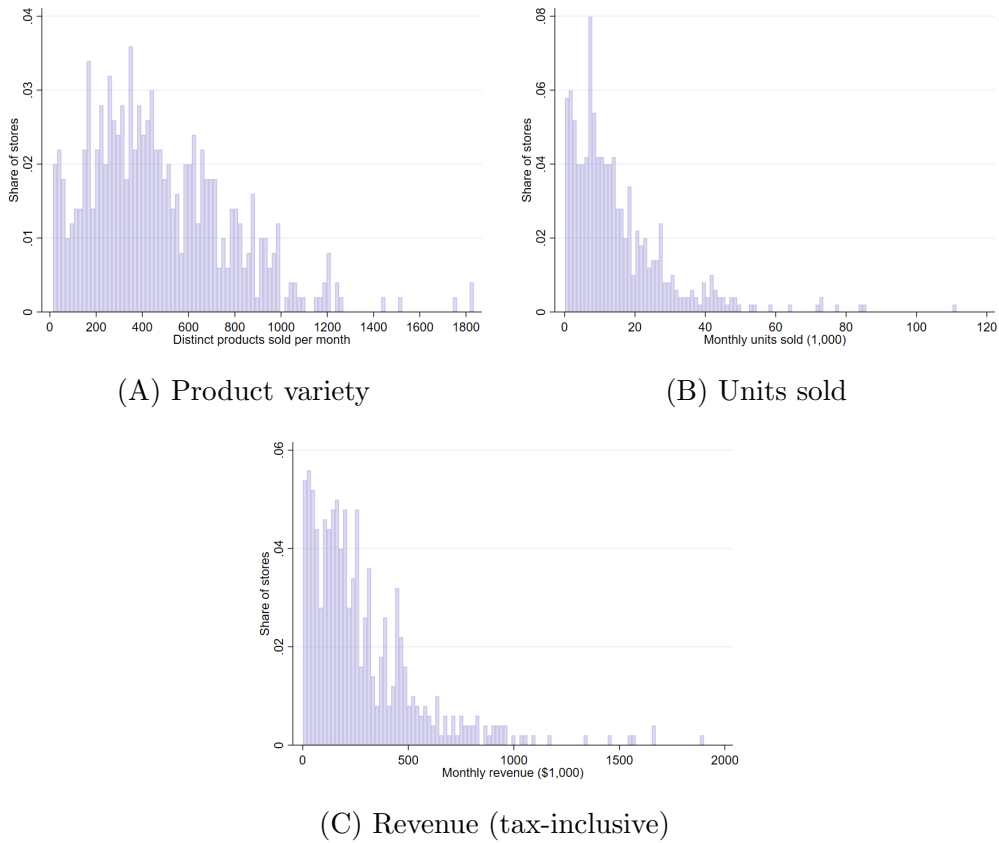 .04
.03
.02
.01
0
Share of stores
0 200 400 600 800 1000 1200 1400 1600 1800
Distinct products sold per month
(A) Product variety
.08
.06
.04
.02
0
Share of stores
0 20 40 60 80 100 120
Monthly units sold (1,000)
(B) Units sold
.06
.04
.02
0
Share of stores
0 500 1000 1500 2000
Monthly revenue ($1,000)
(C) Revenue (tax-inclusive)